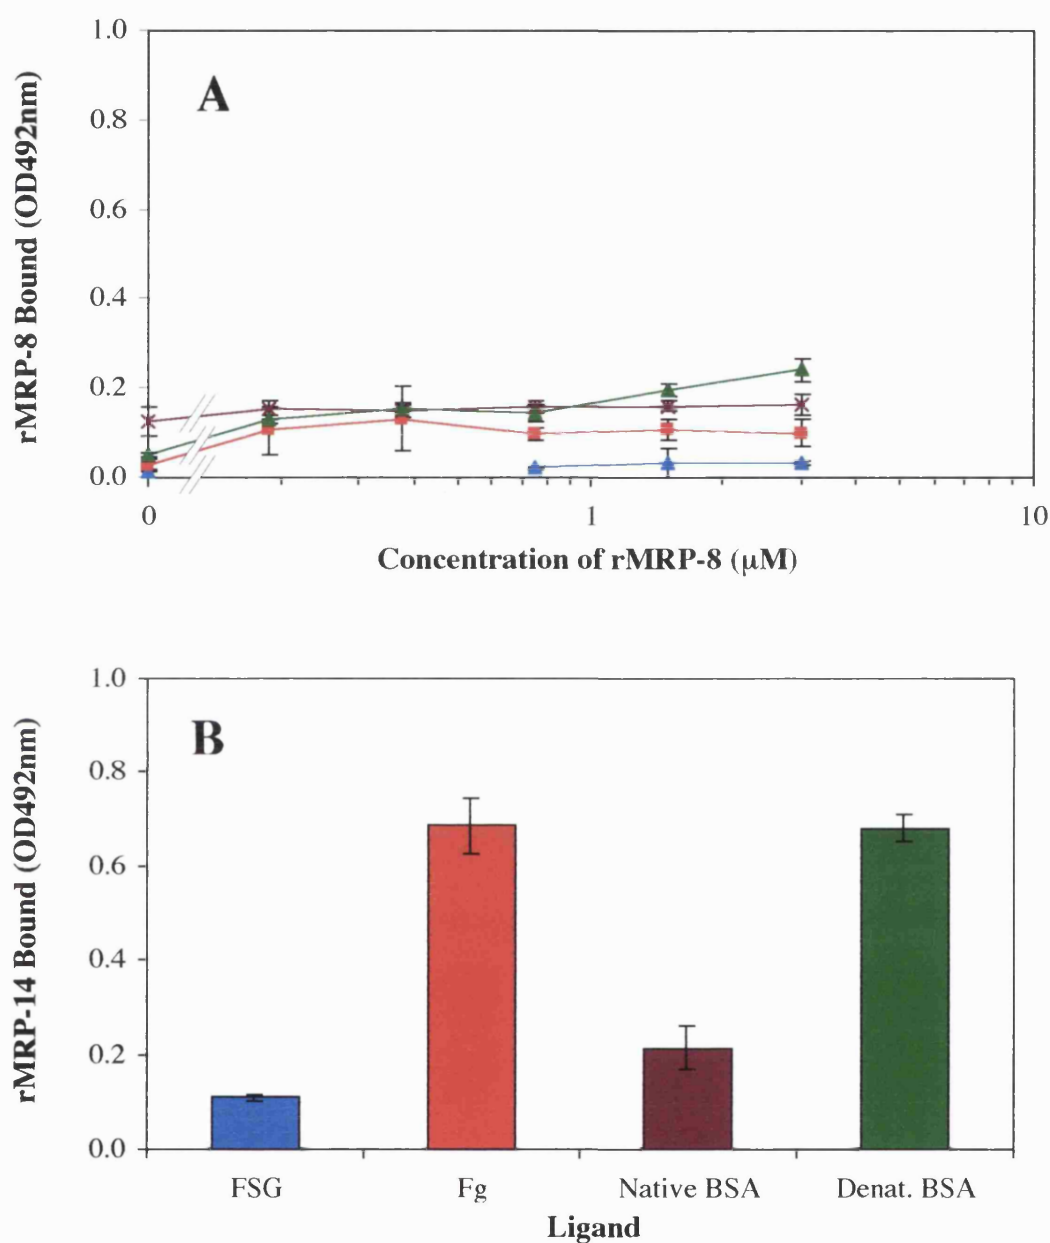 1.0
A
0.8
0.6
0.4
0.2
0.0
rMRP-8 Bound (OD492nm)
0 1 10
Concentration of rMRP-8 (μM)
1.0
B
0.8
0.6
0.4
0.2
0.0
rMRP-14 Bound (OD492nm)
FSG Fg Native BSA Denat. BSA
Ligand